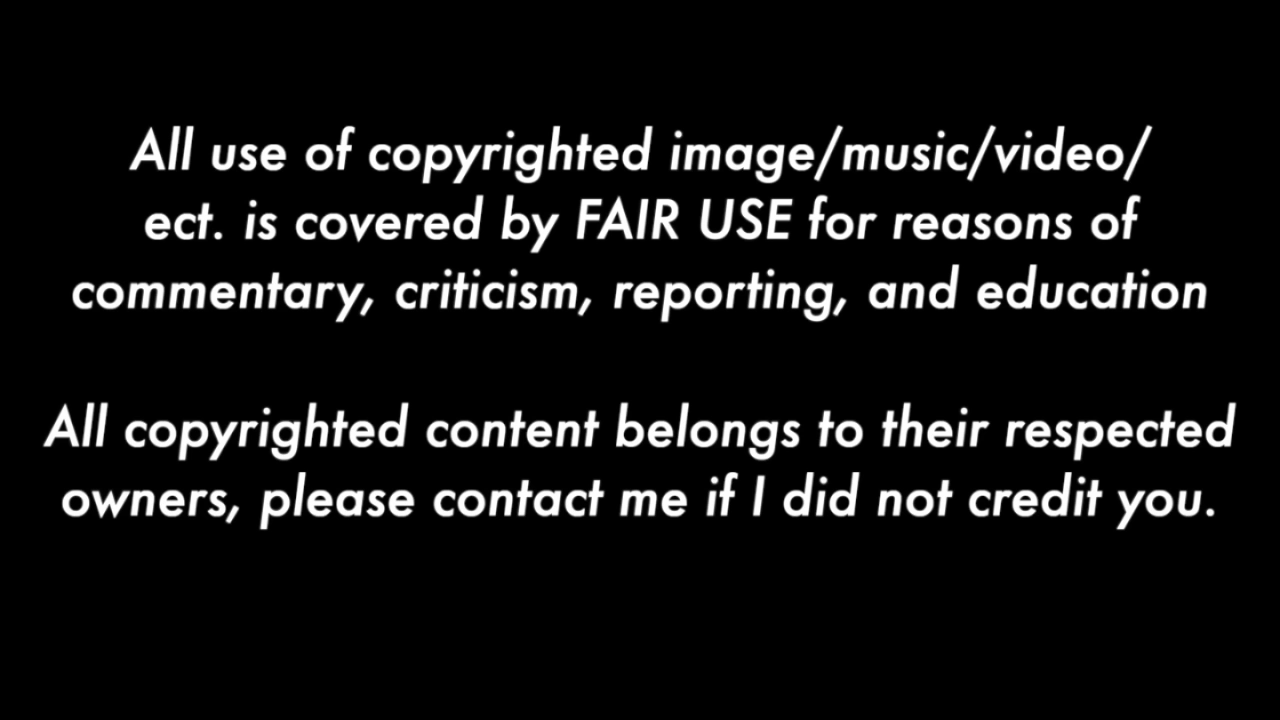 All use of copyrighted image/music/video/
ect. is covered by FAIR USE for reasons of
commentary, criticism, reporting, and education
All copyrighted content belongs to their respected
owners, please contact me if I did not credit you.